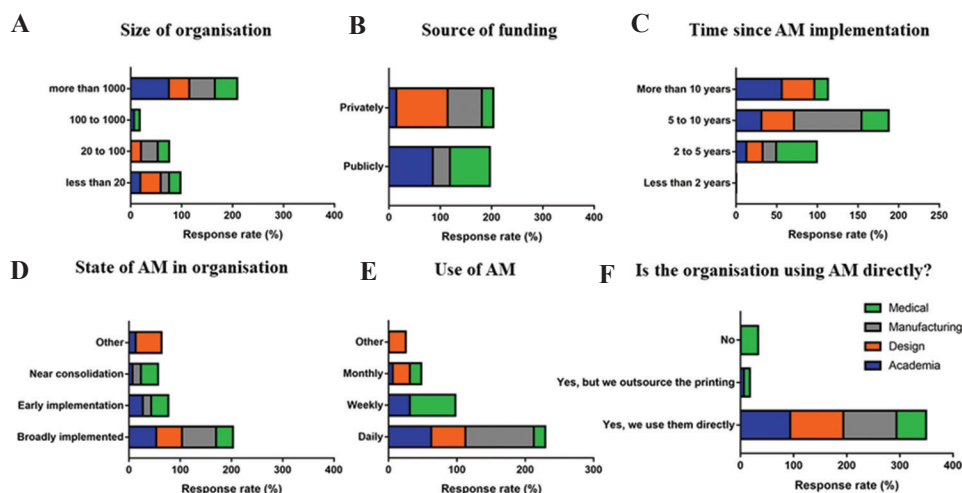 A
Size of organisation
more than 1000
100 to 1000
20 to 100
less than 20
0 100 200 300 400
Response rate (%)
B
Source of funding
Privately
Publicly
0 100 200 300 400
Response rate (%)
C
Time since AM implementation
More than 10 years
5 to 10 years
2 to 5 years
Less than 2 years
0 50 100 150 200 250
Response rate (%)
D
State of AM in organisation
Other
Near consolidation
Early implementation
Broadly implemented
0 100 200 300 400
Response rate (%)
E
Use of AM
Other
Monthly
Weekly
Daily
0 100 200 300
Response rate (%)
F
Is the organisation using AM directly?
Medical
Manufacturing
Design
Academia
No
Yes, but we outsource the printing
Yes, we use them directly
0 100 200 300 400
Response rate (%)